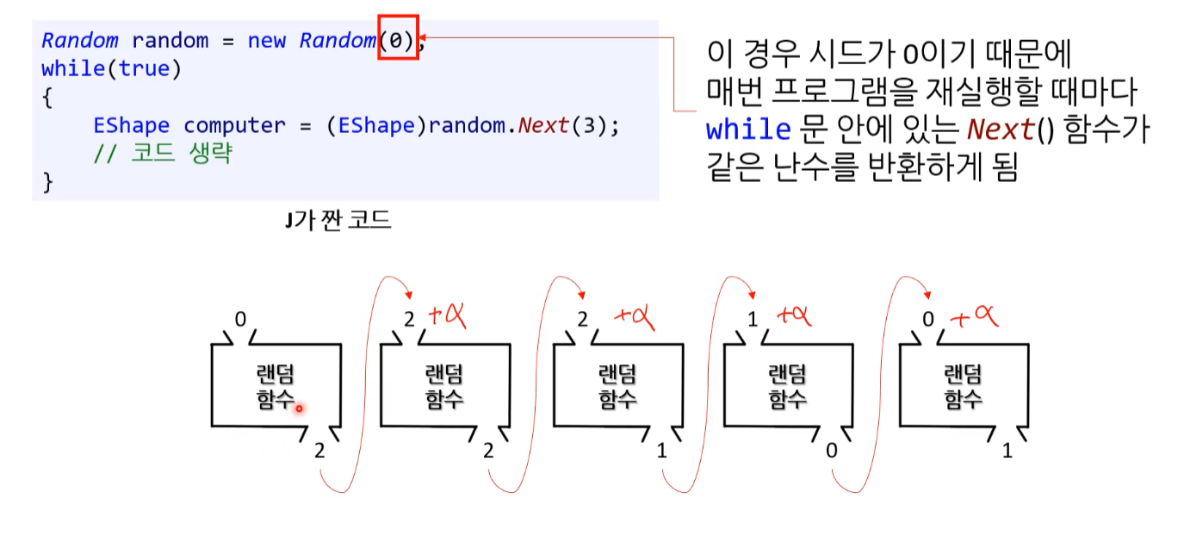 Random random = new Random(0);
while(true)
{
EShape computer = (EShape)random.Next(3);
// 코드 생략
}
J가 짠 코드
이 경우 시드가 0이기 때문에
매번 프로그램을 재실행할 때마다
while 문 안에 있는 Next() 함수가
같은 난수를 반환하게 됨
0
2 +α
2 +α
1 +α
0 +α
랜덤
함수
랜덤
함수
랜덤
함수
랜덤
함수
랜덤
함수
2
2
1
0
1